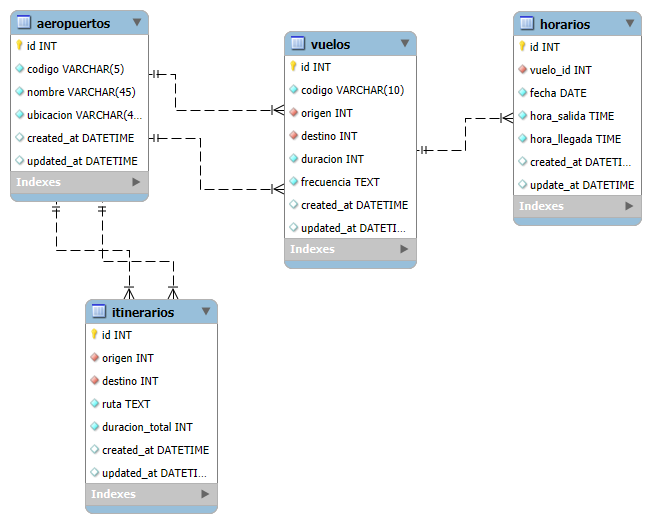 aeropuertos
id INT
codigo VARCHAR(5)
nombre VARCHAR(45)
ubicacion VARCHAR(4...
created_at DATETIME
updated_at DATETIME
Indexes
vuelos
id INT
codigo VARCHAR(10)
origen INT
destino INT
duracion INT
frecuencia TEXT
created_at DATETIME
updated_at DATETI...
Indexes
horarios
id INT
vuelo_id INT
fecha DATE
hora_salida TIME
hora_llegada TIME
created_at DATETI...
update_at DATETIME
Indexes
itinerarios
id INT
origen INT
destino INT
ruta TEXT
duracion_total INT
created_at DATETIME
updated_at DATETI...
Indexes